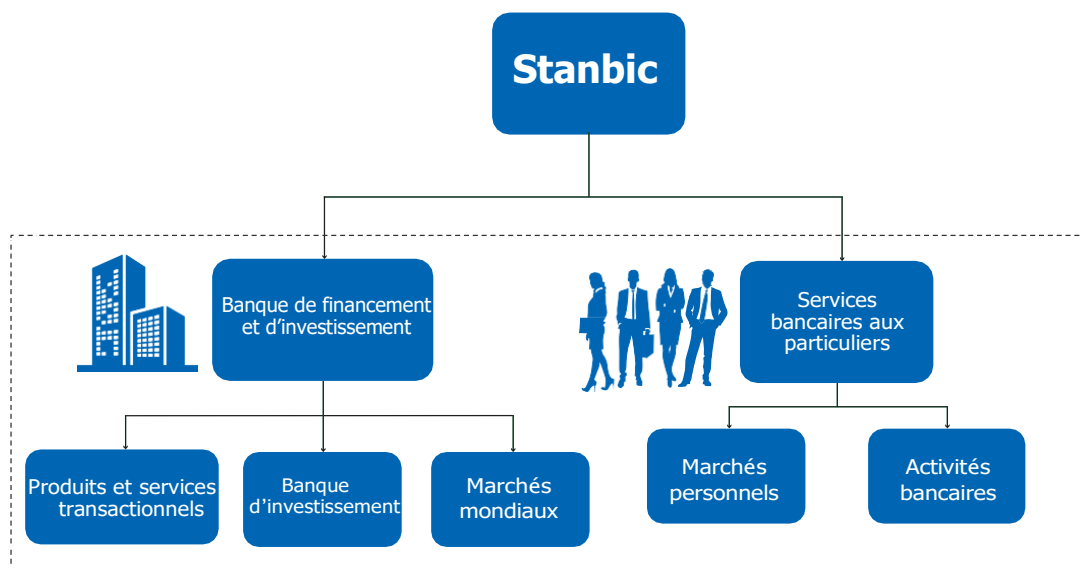 Stanbic
Banque de financement
et d’investissement
Services
bancaires aux
particuliers
Produits et services
transactionnels
Banque
d’investissement
Marchés
mondiaux
Marchés
personnels
Activités
bancaires